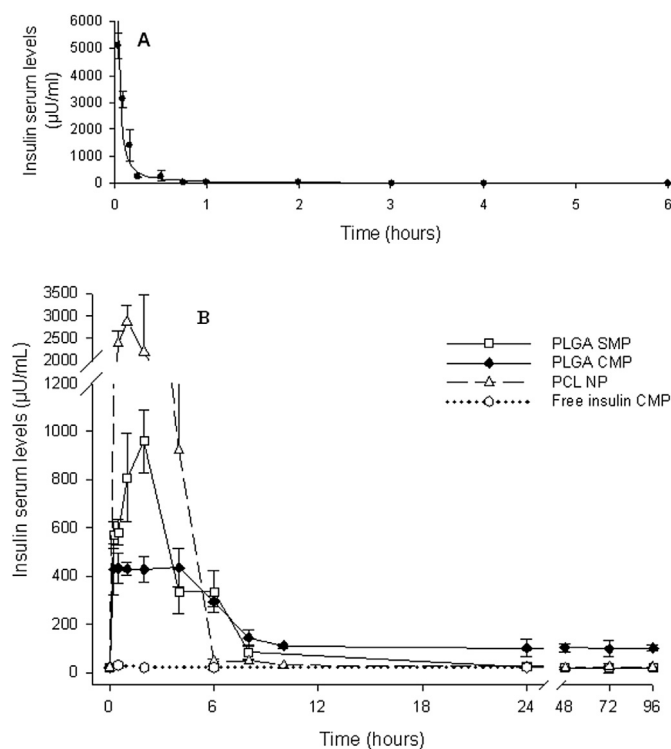 A
Insulin serum levels
(µU/ml)
6000
5000
4000
3000
2000
1000
0
0 1 2 3 4 5 6
Time (hours)
B
Insulin serum levels (µU/mL)
3500
3000
2500
2000
1200
1000
800
600
400
200
0
PLGA SMP
PLGA CMP
PCL NP
Free insulin CMP
0 6 12 18 24 48 72 96
Time (hours)